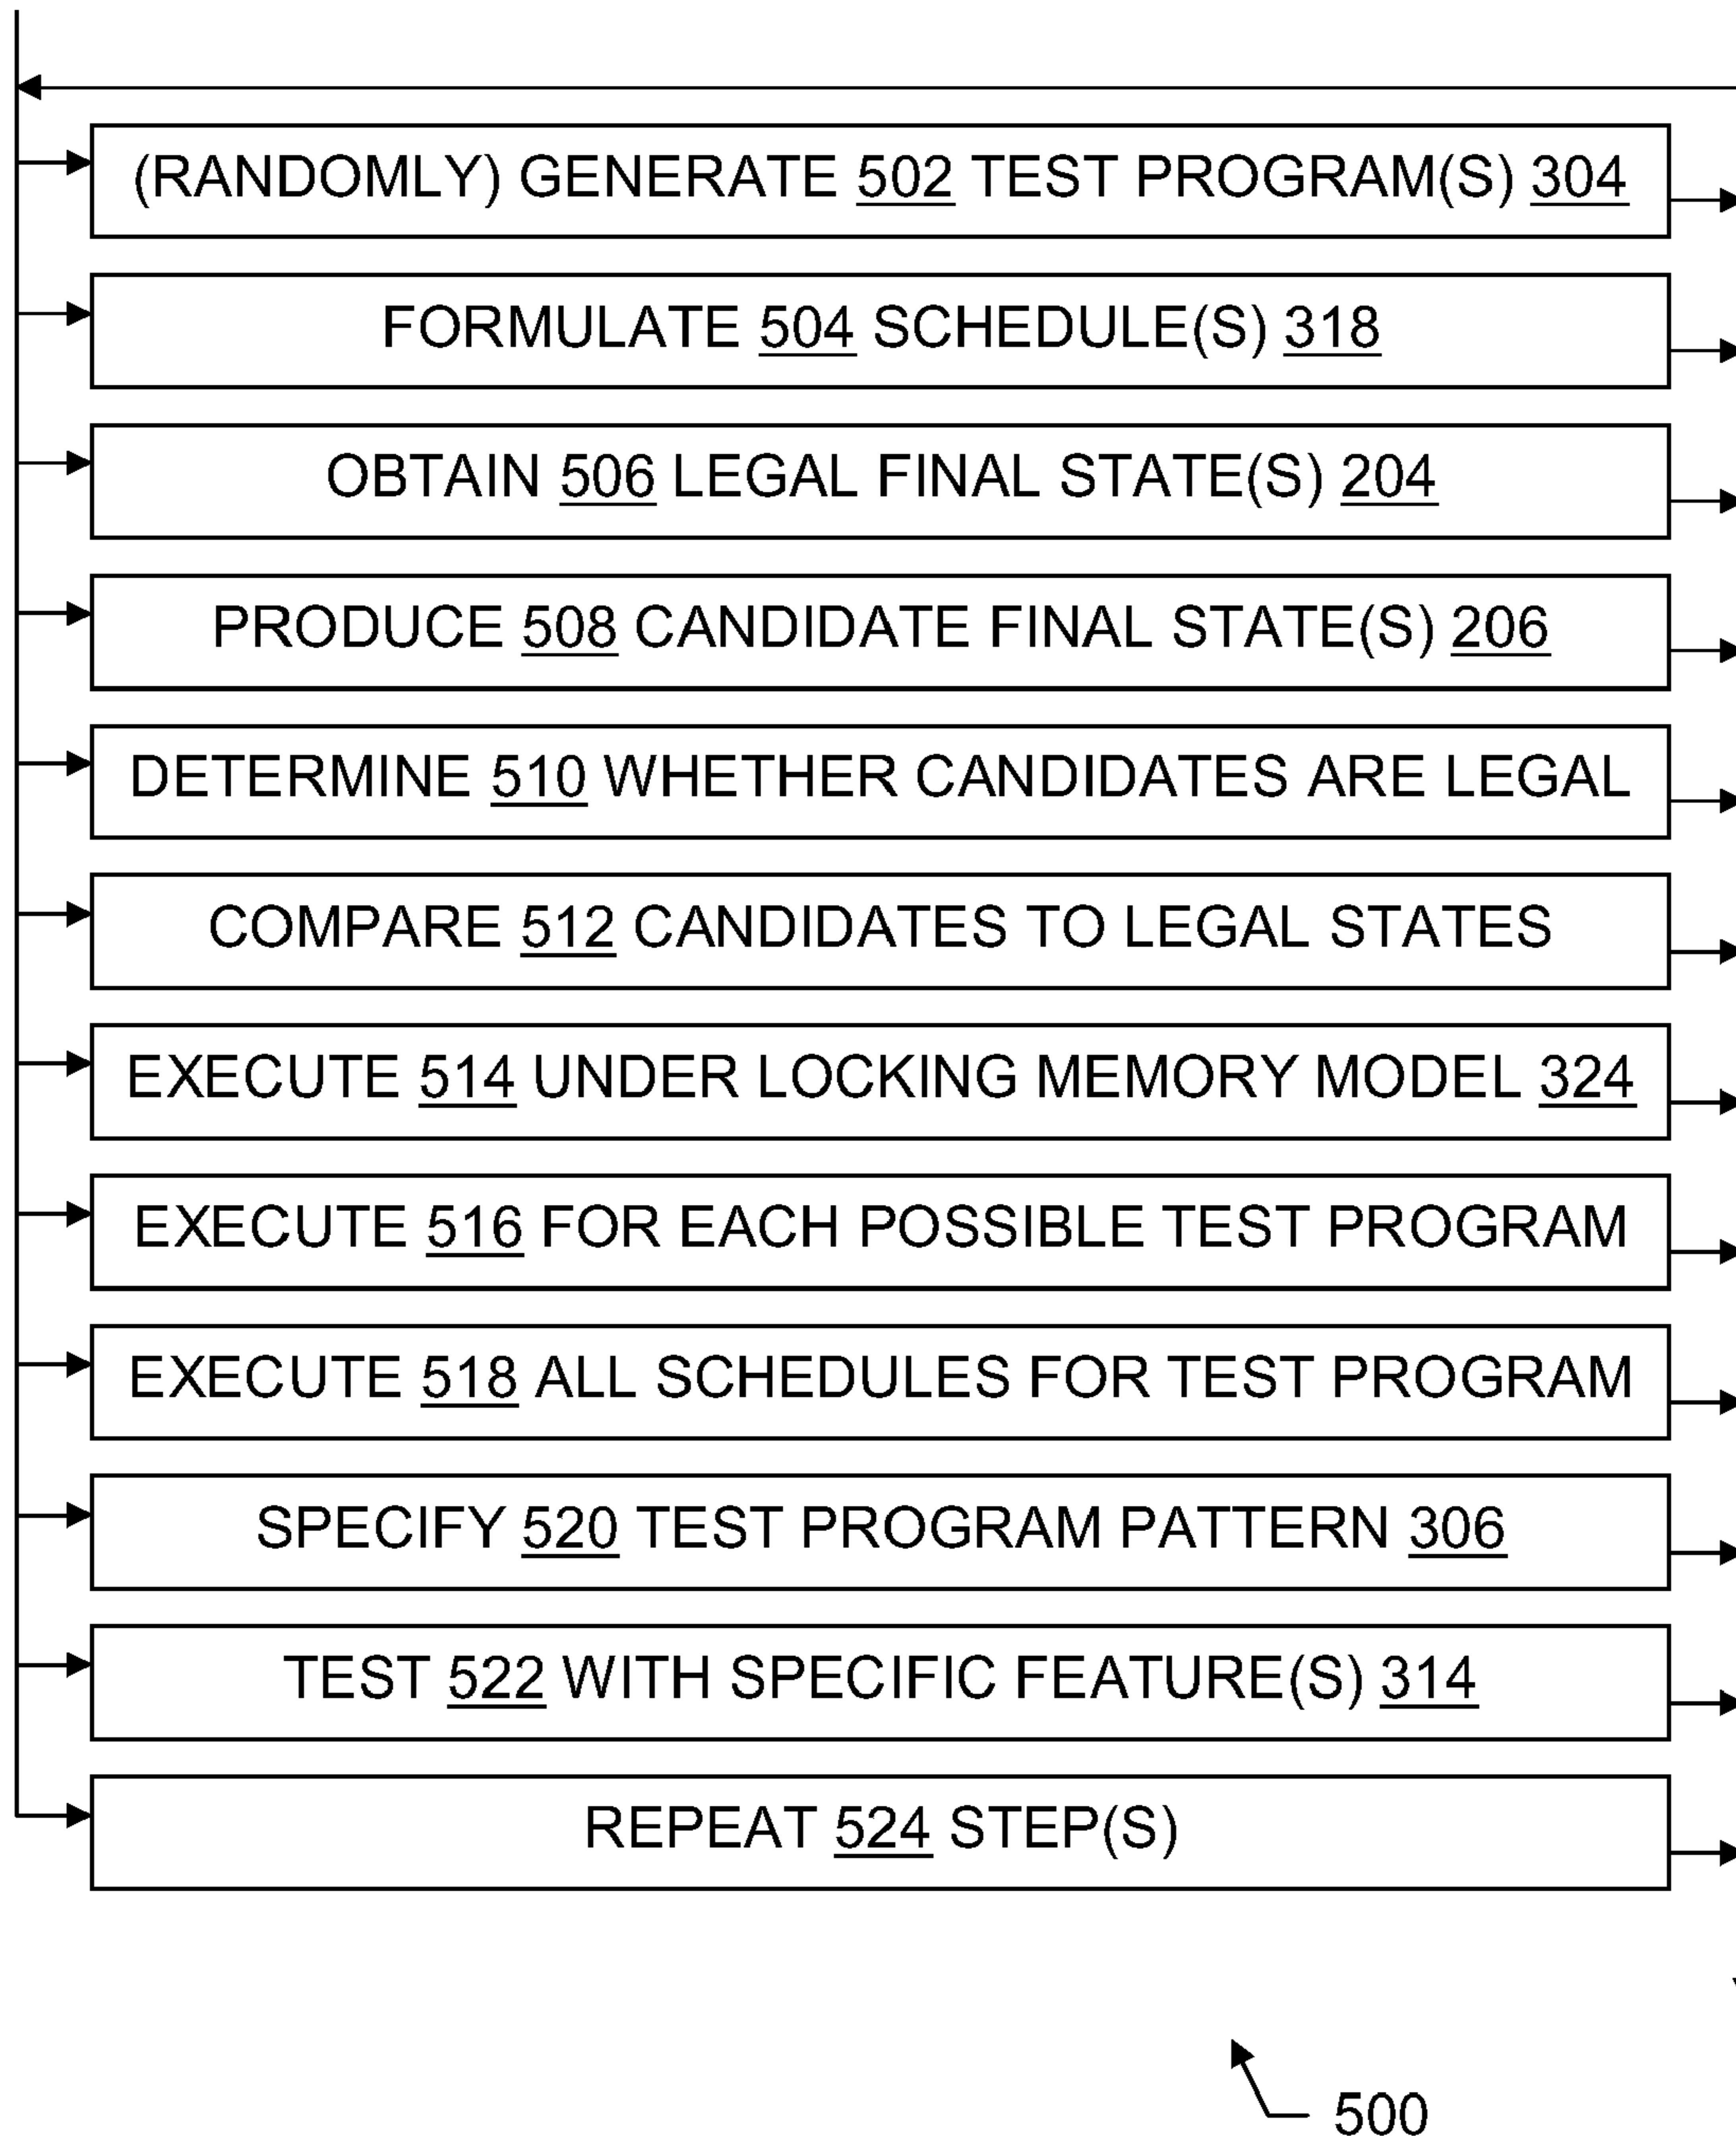 (RANDOMLY) GENERATE 502 TEST PROGRAM(S) 304
FORMULATE 504 SCHEDULE(S) 318
OBTAIN 506 LEGAL FINAL STATE(S) 204
PRODUCE 508 CANDIDATE FINAL STATE(S) 206
DETERMINE 510 WHETHER CANDIDATES ARE LEGAL
COMPARE 512 CANDIDATES TO LEGAL STATES
EXECUTE 514 UNDER LOCKING MEMORY MODEL 324
EXECUTE 516 FOR EACH POSSIBLE TEST PROGRAM
EXECUTE 518 ALL SCHEDULES FOR TEST PROGRAM
SPECIFY 520 TEST PROGRAM PATTERN 306
TEST 522 WITH SPECIFIC FEATURE(S) 314
REPEAT 524 STEP(S)
500